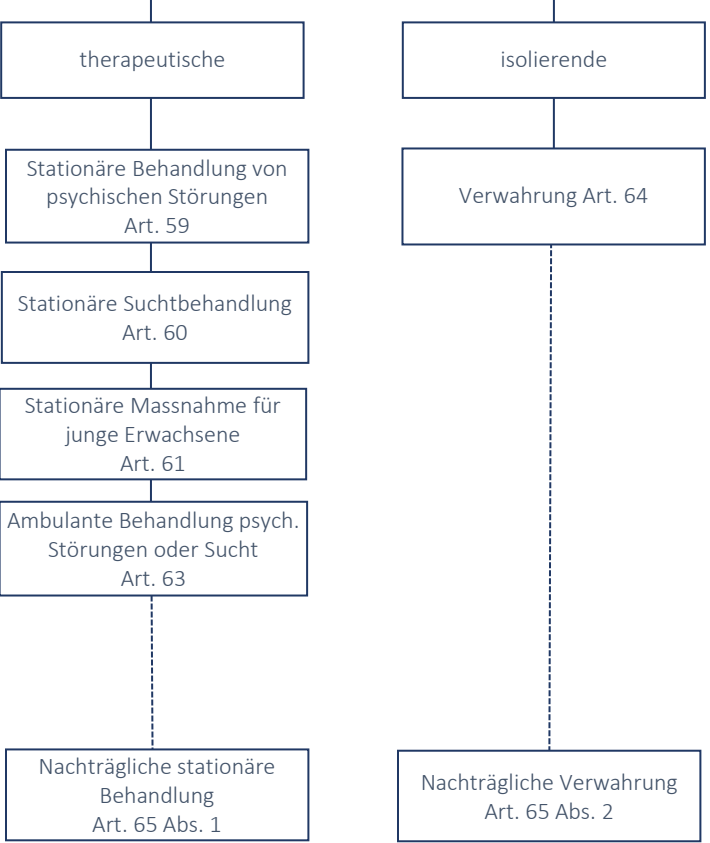 therapeutische
isolierende
Stationäre Behandlung von
psychischen Störungen
Art. 59
Verwahrung Art. 64
Stationäre Suchtbehandlung
Art. 60
Stationäre Massnahme für
junge Erwachsene
Art. 61
Ambulante Behandlung psych.
Störungen oder Sucht
Art. 63
Nachträgliche stationäre
Behandlung
Art. 65 Abs. 1
Nachträgliche Verwahrung
Art. 65 Abs. 2